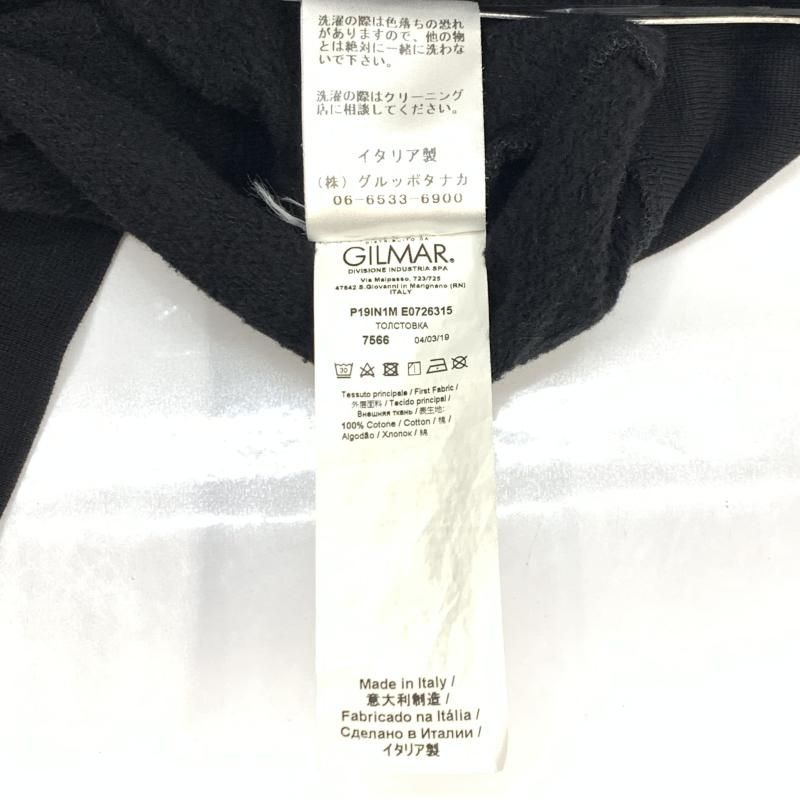 洗濯の際は色落ちの恐れ
がありますので、他の物
とは絶対に一緒に洗わな
いで下さい。
洗濯の際はクリーニング
店に相談してください。
イタリア製
(株) グルッポタナカ
06-6533-6900
DISTRIBUITO DA
GILMAR®
DIVISIONE INDUSTRIA SPA
Via Malpasso, 723/725
47842 S.Giovanni in Marignano (RN)
ITALY
P19IN1M E0726315
ТОЛСТОВКА
7566 04/03/19
30
Tessuto principale / First Fabric /
外層面料 / Tecido principal /
Внешняя ткань / 表生地:
100% Cotone / Cotton / 棉 /
Algodão / Хлопок / 綿
Made in Italy /
意大利制造 /
Fabricado na Itália /
Сделано в Италии /
イタリア製